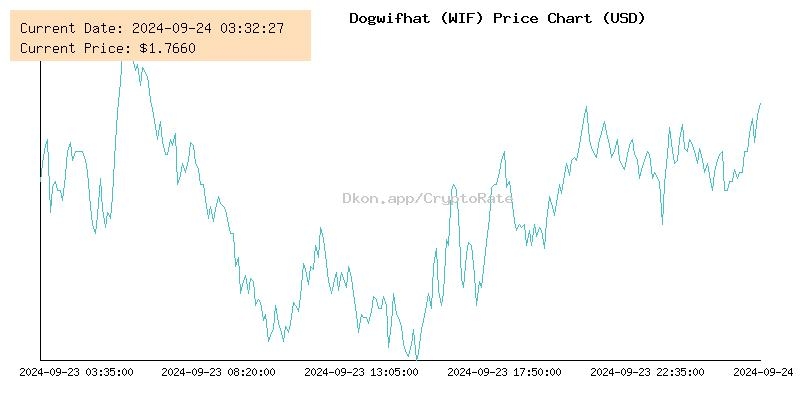 Dogwifhat (WIF) Price Chart (USD)
Current Date: 2024-09-24 03:32:27
Current Price: $1.7660
Dkon.app/CryptoRate
2024-09-23 03:35:00 2024-09-23 08:20:00 2024-09-23 13:05:00 2024-09-23 17:50:00 2024-09-23 22:35:00 2024-09-24